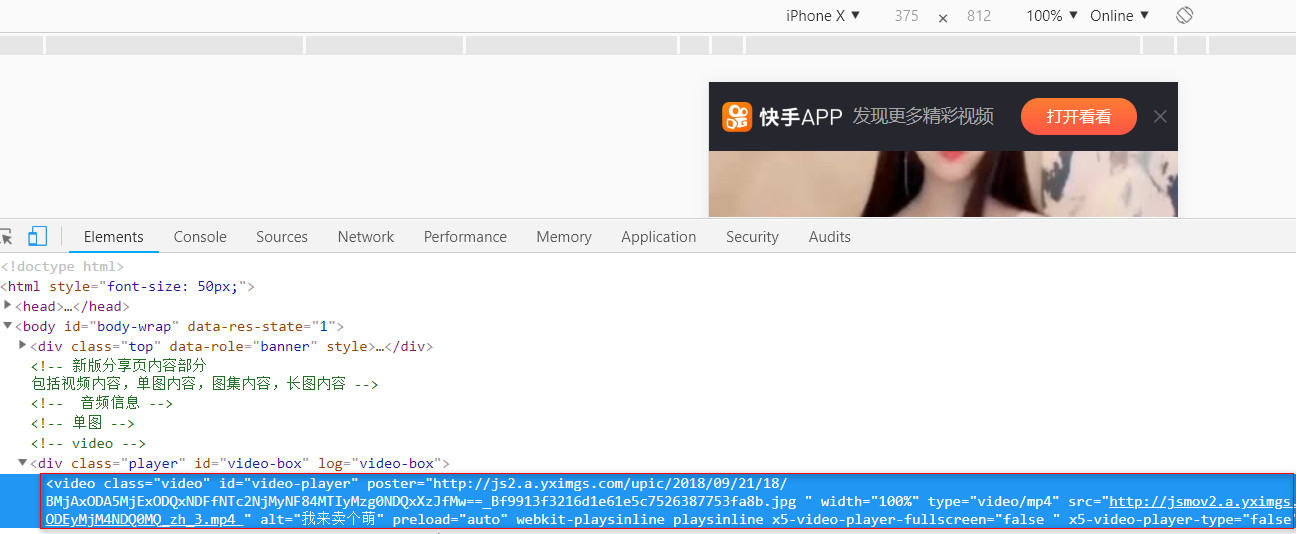 iPhone X ▼ 375 × 812 100% ▼ Online ▼
快手APP 发现更多精彩视频 打开看看 ×
Elements Console Sources Network Performance Memory Application Security Audits
<!doctype html>
<html style="font-size: 50px;">
▶<head>…</head>
▼<body id="body-wrap" data-res-state="1">
▶<div class="top" data-role="banner" style>…</div>
<!-- 新版分享页内容部分
包括视频内容，单图内容，图集内容，长图内容 -->
<!-- 音频信息 -->
<!-- 单图 -->
<!-- video -->
▼<div class="player" id="video-box" log="video-box">
<video class="video" id="video-player" poster="http://js2.a.yximgs.com/upic/2018/09/21/18/
BMjAxODA5MjExODQxNDFfNTc2NjMyNF84MTIyMzg0NDQxXzJfMw==_Bf9913f3216d1e61e5c7526387753fa8b.jpg " width="100%" type="video/mp4" src="http://jsmov2.a.yximgs.
ODEyMjM4NDQ0MQ_zh_3.mp4 " alt="我来卖个萌" preload="auto" webkit-playsinline playsinline x5-video-player-fullscreen="false " x5-video-player-type="false"